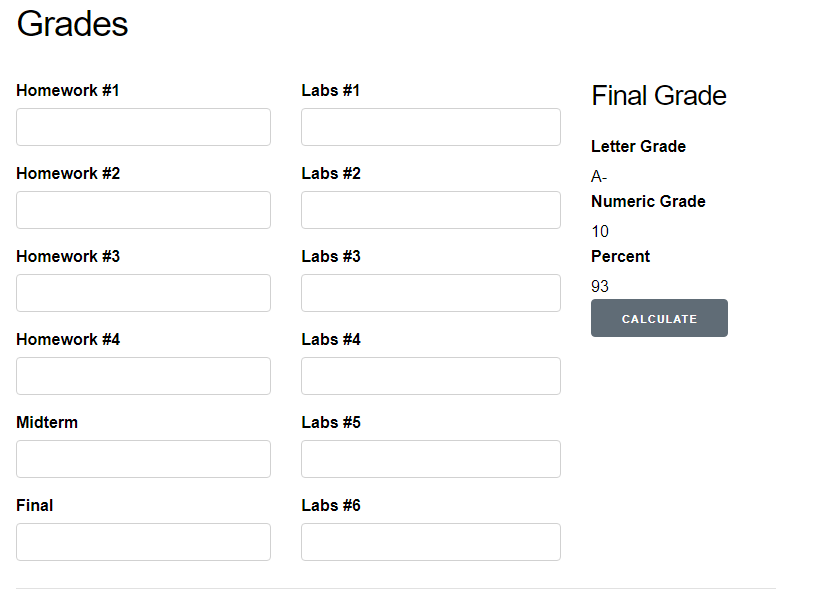 Grades
Homework #1
Homework #2
Homework #3
Homework #4
Midterm
Final
Labs #1
Labs #2
Labs #3
Labs #4
Labs #5
Labs #6
Final Grade
Letter Grade
A-
Numeric Grade
10
Percent
93
CALCULATE